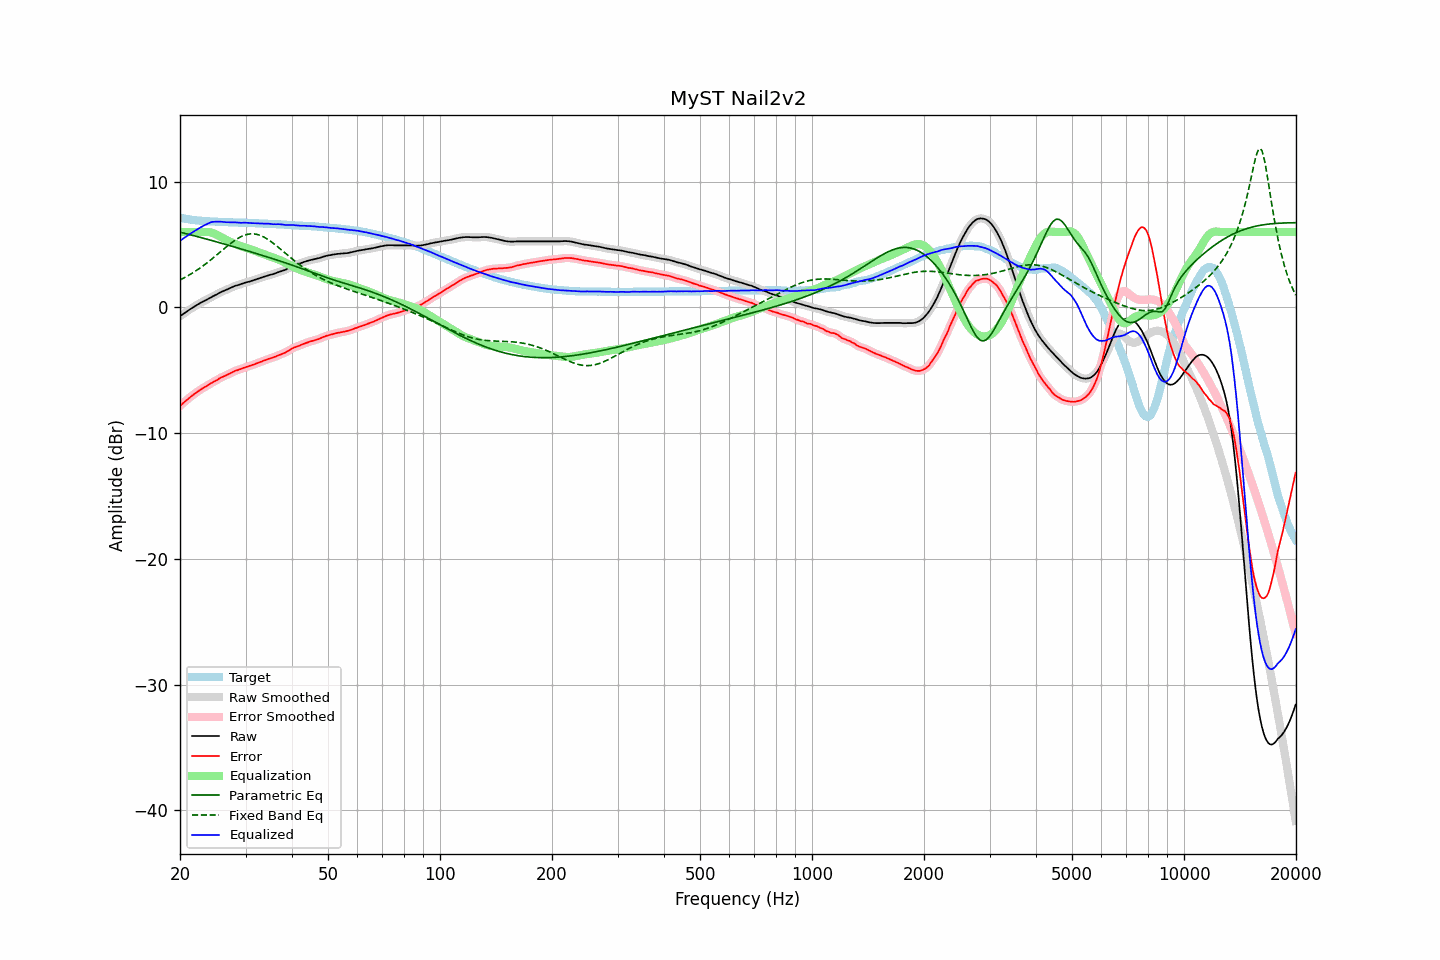 MyST Nail2v2
Amplitude (dBr)
10
0
−10
−20
−30
−40
20
50
100
200
500
1000
2000
5000
10000
20000
Frequency (Hz)
Target
Raw Smoothed
Error Smoothed
Raw
Error
Equalization
Parametric Eq
Fixed Band Eq
Equalized